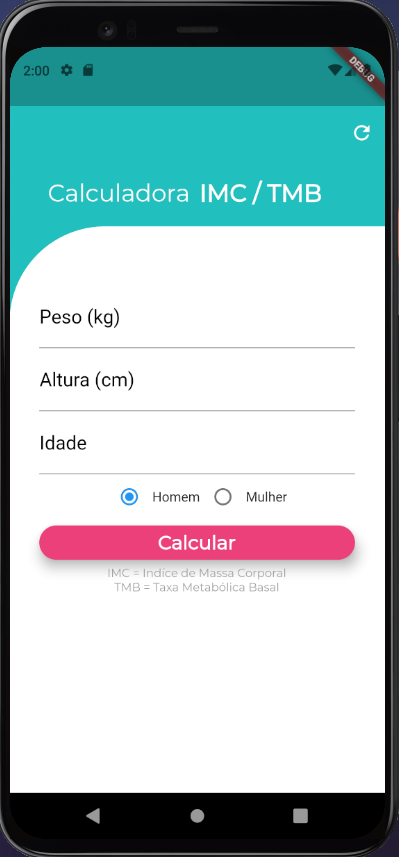 2:00
DEBUG
Calculadora IMC / TMB
Peso (kg)
Altura (cm)
Idade
Homem Mulher
Calcular
IMC = Indíce de Massa Corporal
TMB = Taxa Metabólica Basal